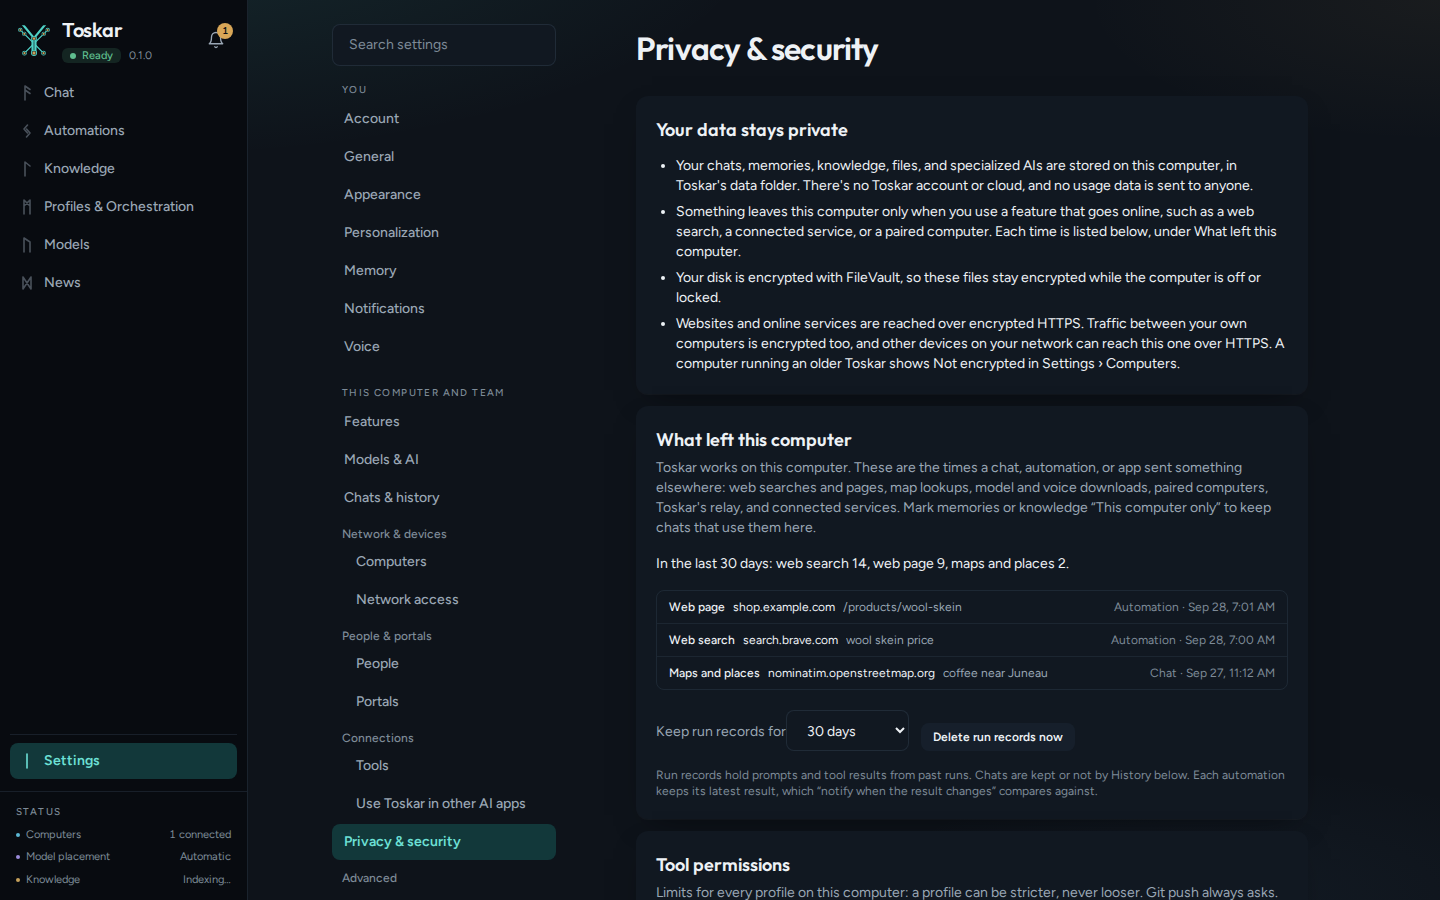 Toskar
Ready 0.1.0
1
Chat
Automations
Knowledge
Profiles & Orchestration
Models
News
Settings
STATUS
Computers 1 connected
Model placement Automatic
Knowledge Indexing...
Search settings
YOU
Account
General
Appearance
Personalization
Memory
Notifications
Voice
THIS COMPUTER AND TEAM
Features
Models & AI
Chats & history
Network & devices
Computers
Network access
People & portals
People
Portals
Connections
Tools
Use Toskar in other AI apps
Privacy & security
Advanced
Privacy & security
Your data stays private
• Your chats, memories, knowledge, files, and specialized AIs are stored on this computer, in
Toskar's data folder. There's no Toskar account or cloud, and no usage data is sent to anyone.
• Something leaves this computer only when you use a feature that goes online, such as a web
search, a connected service, or a paired computer. Each time is listed below, under What left this
computer.
• Your disk is encrypted with FileVault, so these files stay encrypted while the computer is off or
locked.
• Websites and online services are reached over encrypted HTTPS. Traffic between your own
computers is encrypted too, and other devices on your network can reach this one over HTTPS. A
computer running an older Toskar shows Not encrypted in Settings › Computers.
What left this computer
Toskar works on this computer. These are the times a chat, automation, or app sent something
elsewhere: web searches and pages, map lookups, model and voice downloads, paired computers,
Toskar's relay, and connected services. Mark memories or knowledge “This computer only” to keep
chats that use them here.
In the last 30 days: web search 14, web page 9, maps and places 2.
Web page shop.example.com /products/wool-skein Automation · Sep 28, 7:01 AM
Web search search.brave.com wool skein price Automation · Sep 28, 7:00 AM
Maps and places nominatim.openstreetmap.org coffee near Juneau Chat · Sep 27, 11:12 AM
Keep run records for 30 days Delete run records now
Run records hold prompts and tool results from past runs. Chats are kept or not by History below. Each automation
keeps its latest result, which “notify when the result changes” compares against.
Tool permissions
Limits for every profile on this computer: a profile can be stricter, never looser. Git push always asks.